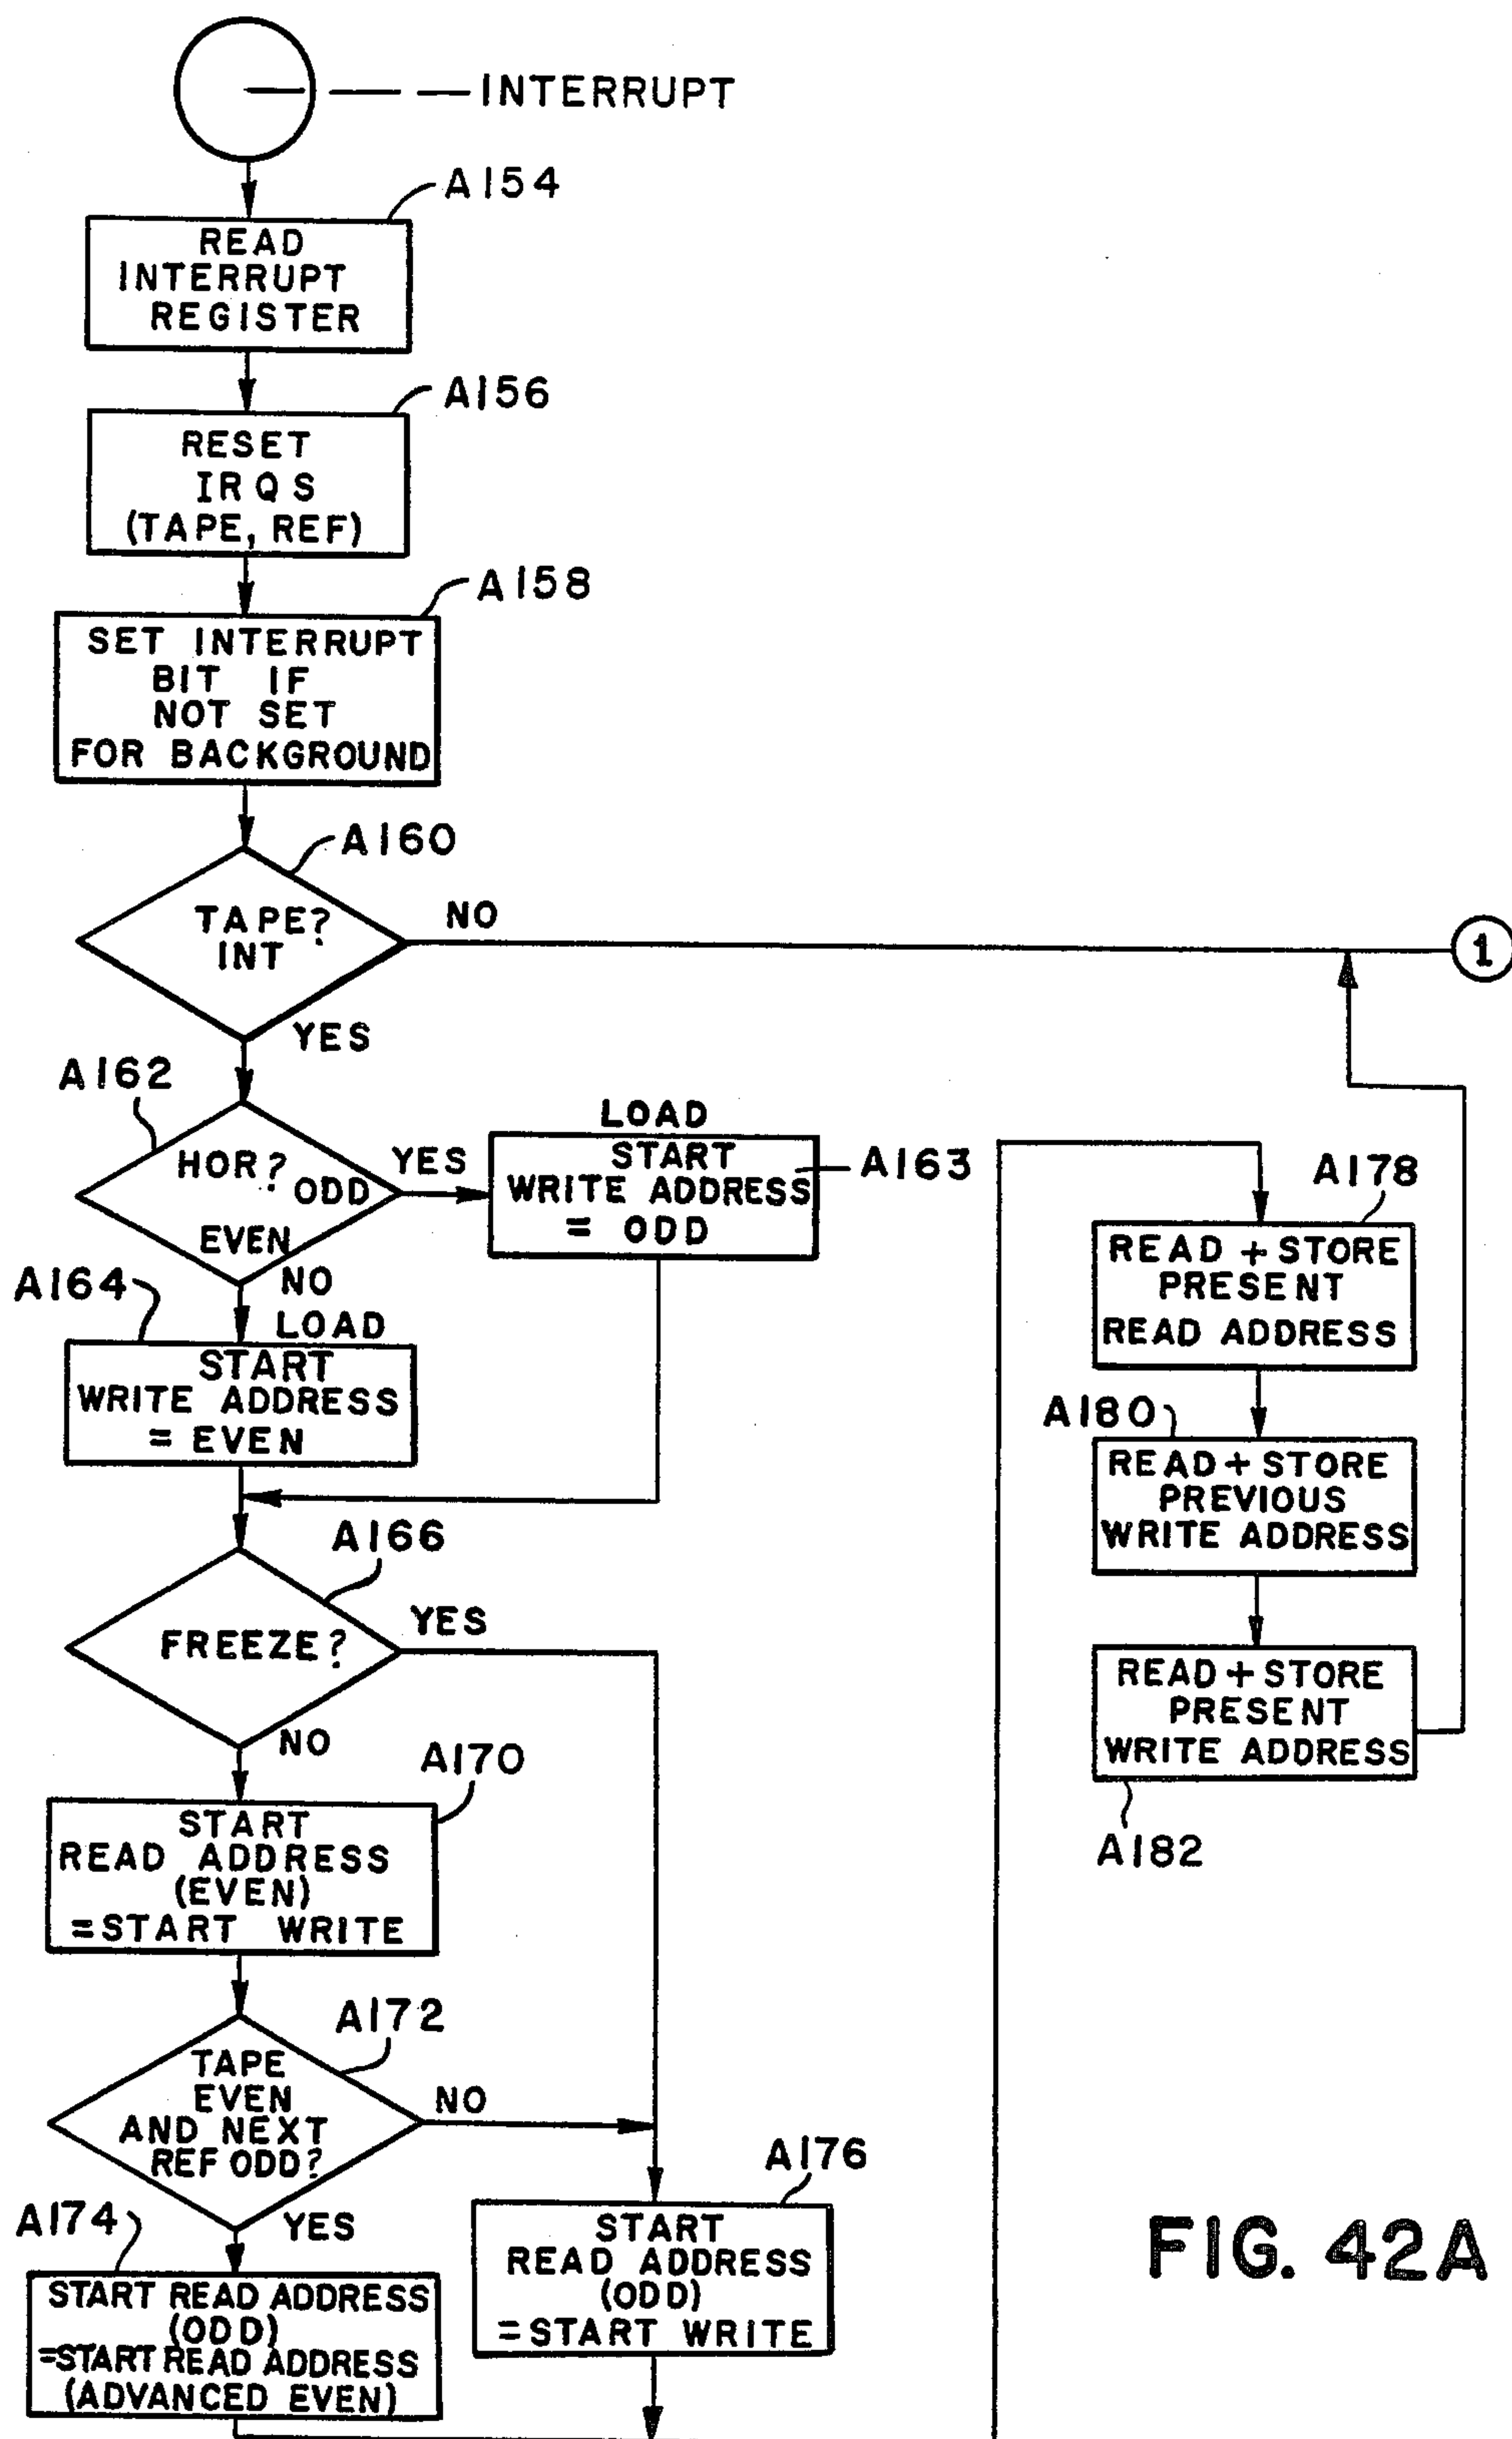 INTERRUPT
A154
READ
INTERRUPT
REGISTER
A156
RESET
IRQS
(TAPE, REF)
A158
SET INTERRUPT
BIT IF
NOT SET
FOR BACKGROUND
A160
TAPE?
INT
NO
1
YES
A162
HOR?
ODD
EVEN
YES
LOAD
START
WRITE ADDRESS
= ODD
A163
NO
A164
LOAD
START
WRITE ADDRESS
= EVEN
A166
FREEZE?
YES
NO
A170
START
READ ADDRESS
(EVEN)
=START WRITE
A172
TAPE
EVEN
AND NEXT
REF ODD?
NO
YES
A174
START READ ADDRESS
(ODD)
=START READ ADDRESS
(ADVANCED EVEN)
A176
START
READ ADDRESS
(ODD)
=START WRITE
A178
READ + STORE
PRESENT
READ ADDRESS
A180
READ + STORE
PREVIOUS
WRITE ADDRESS
READ + STORE
PRESENT
WRITE ADDRESS
A182
FIG. 42A